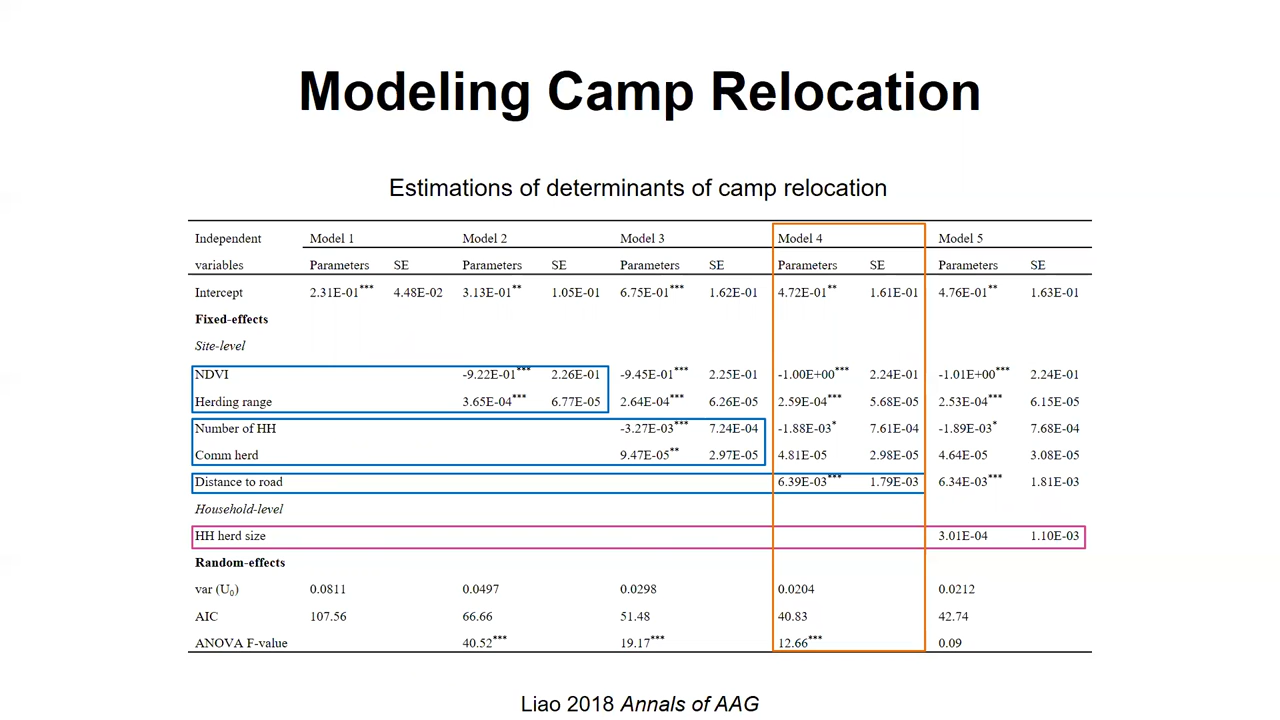 Modeling Camp Relocation
Estimations of determinants of camp relocation
Independent Model 1 Model 2 Model 3 Model 4 Model 5
variables Parameters SE Parameters SE Parameters SE Parameters SE Parameters SE
Intercept 2.31E-01*** 4.48E-02 3.13E-01** 1.05E-01 6.75E-01*** 1.62E-01 4.72E-01** 1.61E-01 4.76E-01** 1.63E-01
Fixed-effects
Site-level
NDVI -9.22E-01*** 2.26E-01 -9.45E-01*** 2.25E-01 -1.00E+00*** 2.24E-01 -1.01E+00*** 2.24E-01
Herding range 3.65E-04*** 6.77E-05 2.64E-04*** 6.26E-05 2.59E-04*** 5.68E-05 2.53E-04*** 6.15E-05
Number of HH -3.27E-03*** 7.24E-04 -1.88E-03* 7.61E-04 -1.89E-03* 7.68E-04
Comm herd 9.47E-05** 2.97E-05 4.81E-05 2.98E-05 4.64E-05 3.08E-05
Distance to road 6.39E-03*** 1.79E-03 6.34E-03*** 1.81E-03
Household-level
HH herd size 3.01E-04 1.10E-03
Random-effects
var (U0) 0.0811 0.0497 0.0298 0.0204 0.0212
AIC 107.56 66.66 51.48 40.83 42.74
ANOVA F-value 40.52*** 19.17*** 12.66*** 0.09
Liao 2018 Annals of AAG